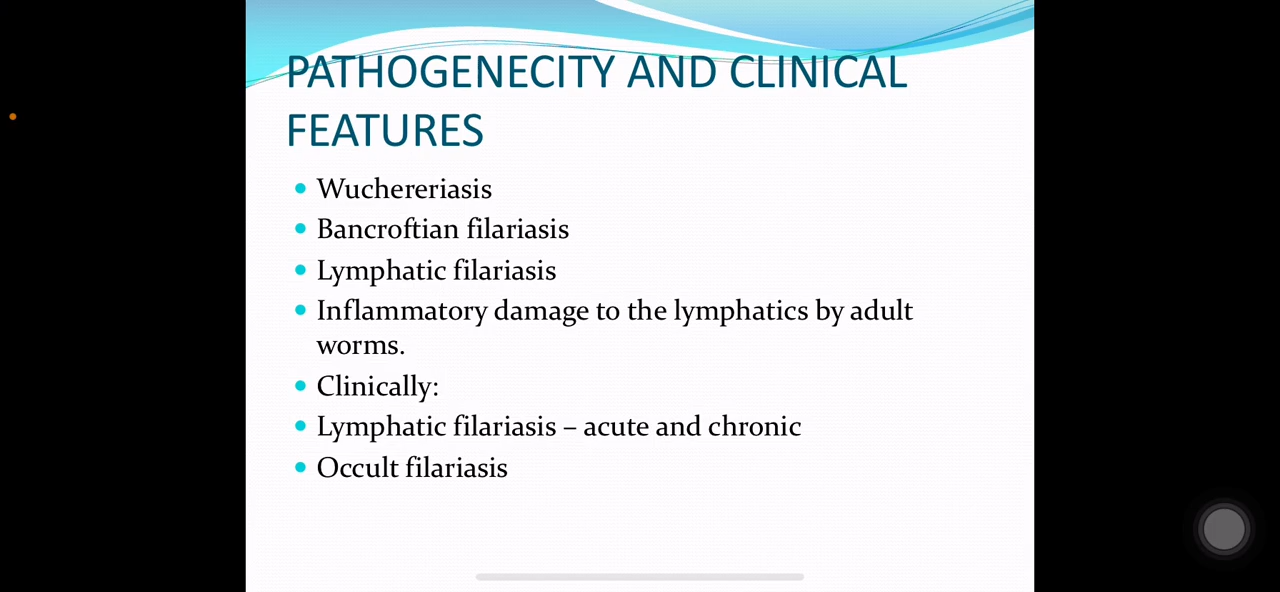 PATHOGENECITY AND CLINICAL
FEATURES
Wuchereriasis
Bancroftian filariasis
Lymphatic filariasis
Inflammatory damage to the lymphatics by adult
worms.
Clinically:
Lymphatic filariasis – acute and chronic
Occult filariasis